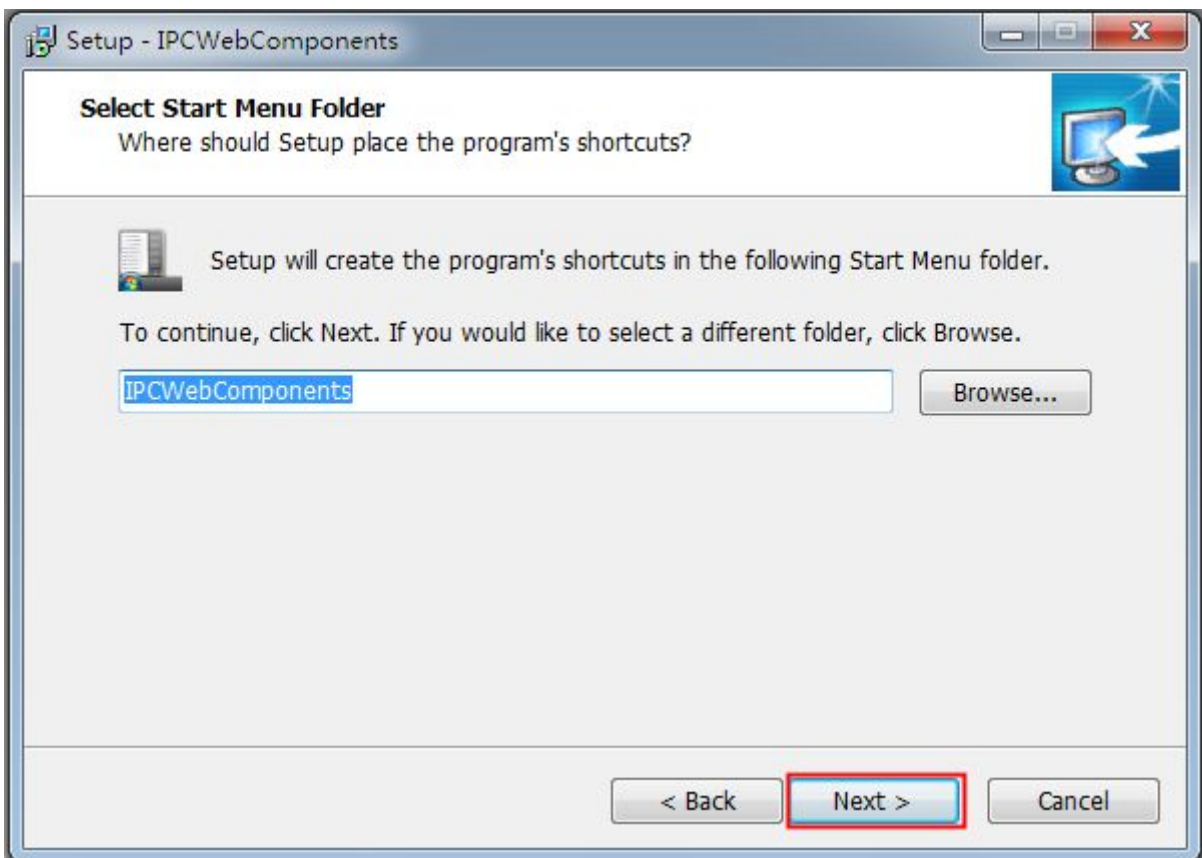 Setup - IPCWebComponents
Select Start Menu Folder
Where should Setup place the program's shortcuts?
Setup will create the program's shortcuts in the following Start Menu folder.
To continue, click Next. If you would like to select a different folder, click Browse.
IPCWebComponents
Browse...
< Back
Next >
Cancel